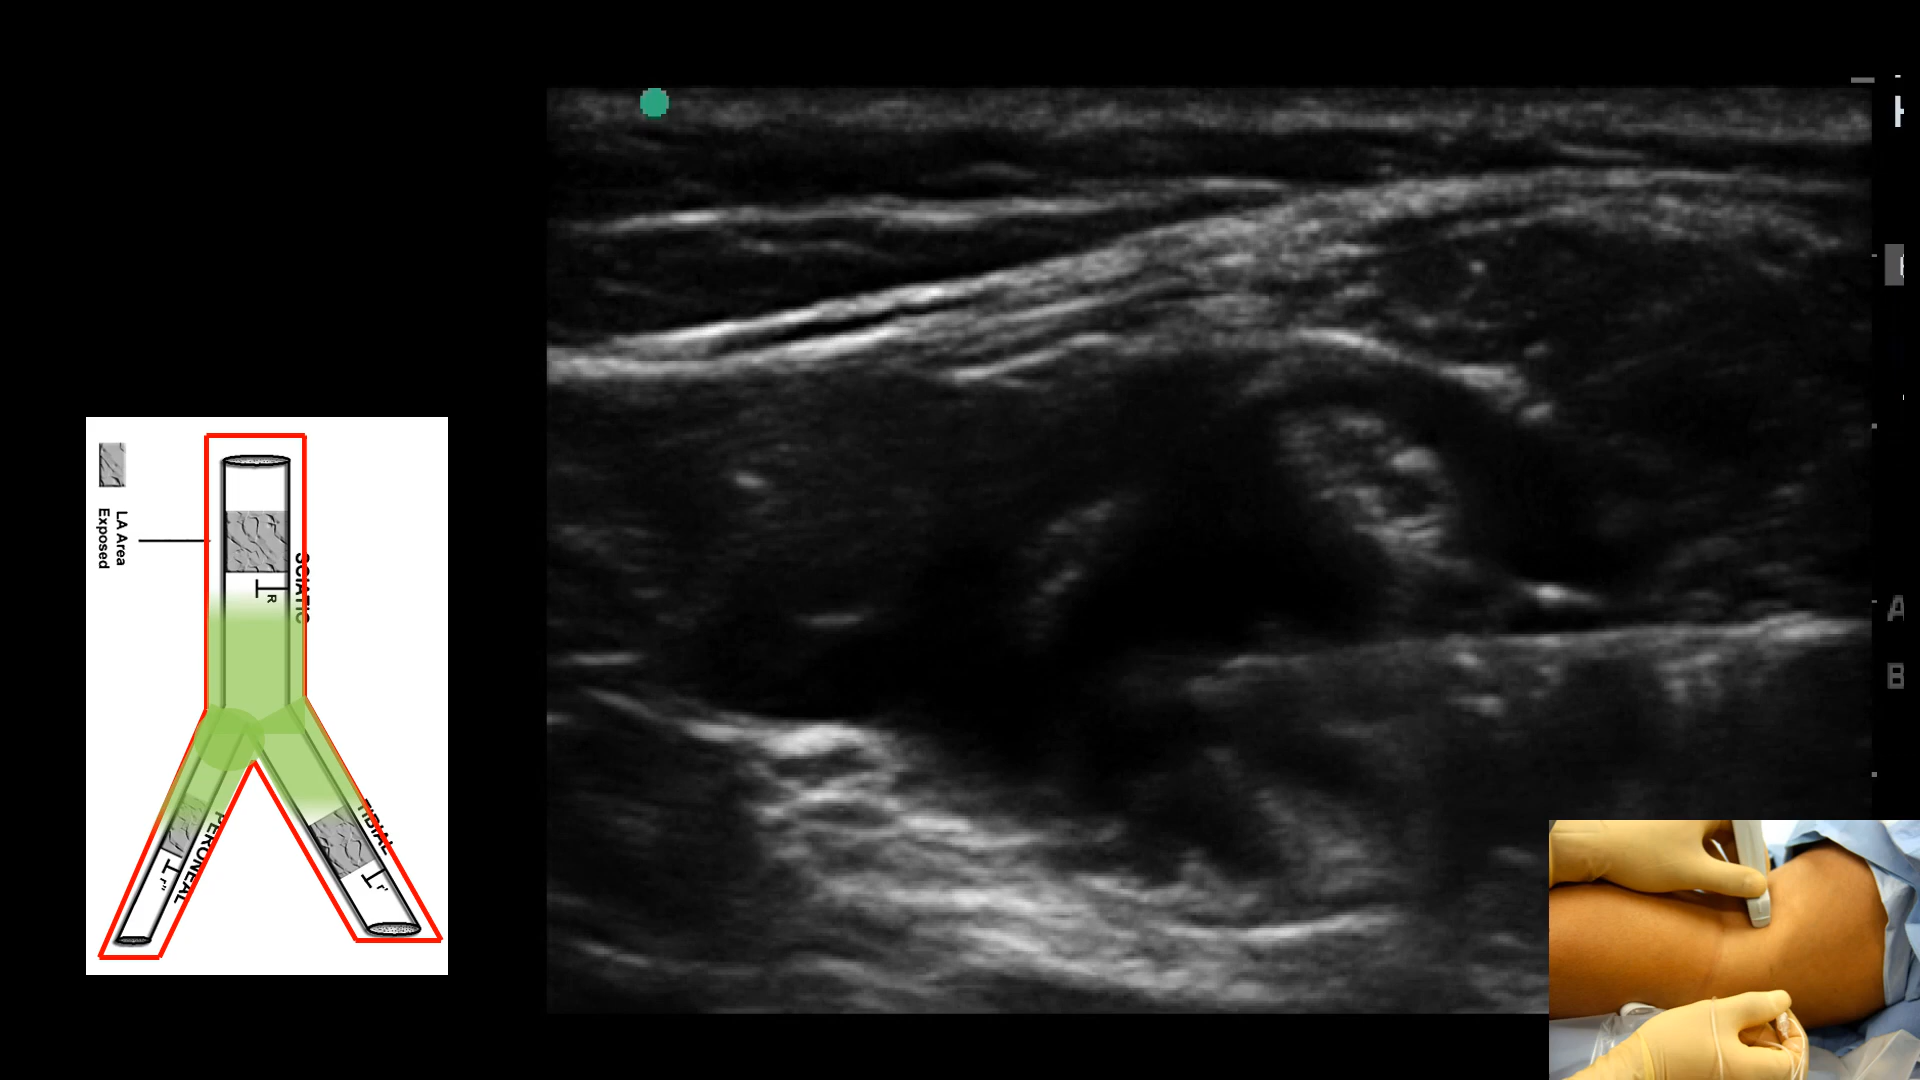 LA Area
Exposed
SCIATIC
R
PERONEAL
r''
TIBIAL
r'
A
B